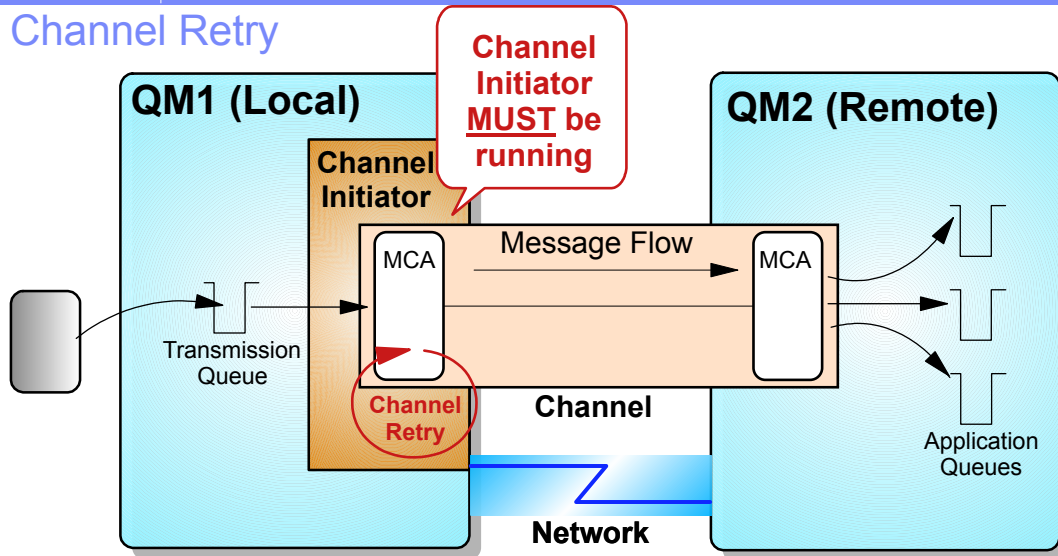 Channel Retry
QM1 (Local)
Channel
Initiator
MUST be
running
QM2 (Remote)
Channel
Initiator
MCA
Message Flow
MCA
Transmission
Queue
Channel
Retry
Channel
Application
Queues
Network